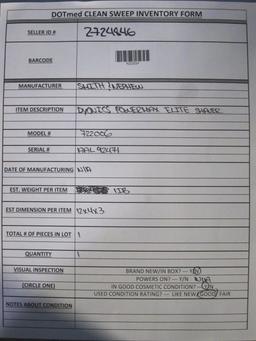 DOTmed CLEAN SWEEP INVENTORY FORM
SELLER ID #
BARCODE
MANUFACTURER SMITH & NEPHEW
ITEM DESCRIPTION DYONICS POWERMAX ELITE SHAVER
MODEL # 722006
SERIAL #
DATE OF MANUFACTURING N/A
EST. WEIGHT PER ITEM 1 LB
EST DIMENSION PER ITEM 12x4x3
TOTAL # OF PIECES IN LOT 1
QUANTITY 1
VISUAL INSPECTION BRAND NEW/IN BOX? --- Y/N
(CIRCLE ONE) POWERS ON? --- Y/N N/A
IN GOOD COSMETIC CONDITION? --- Y/N
USED CONDITION RATING? --- LIKE NEW/GOOD/ FAIR
NOTES ABOUT CONDITION